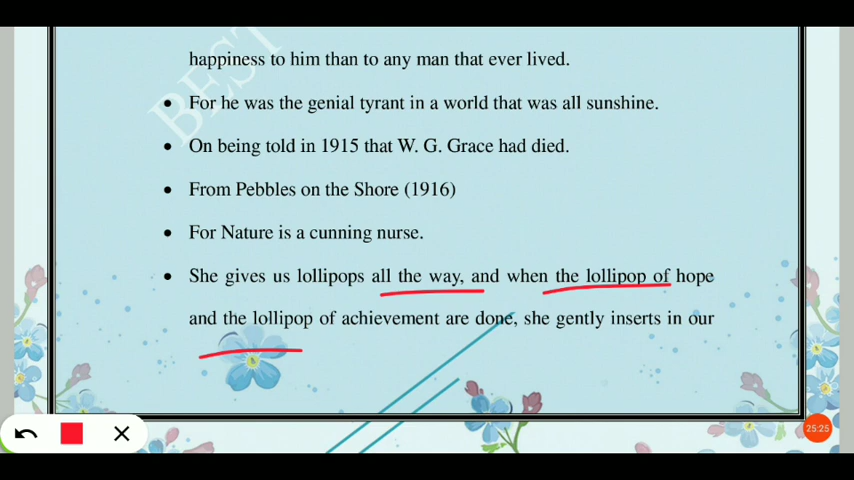 happiness to him than to any man that ever lived.
• For he was the genial tyrant in a world that was all sunshine.
• On being told in 1915 that W. G. Grace had died.
• From Pebbles on the Shore (1916)
• For Nature is a cunning nurse.
• She gives us lollipops all the way, and when the lollipop of hope
and the lollipop of achievement are done, she gently inserts in our
BEST
25:25